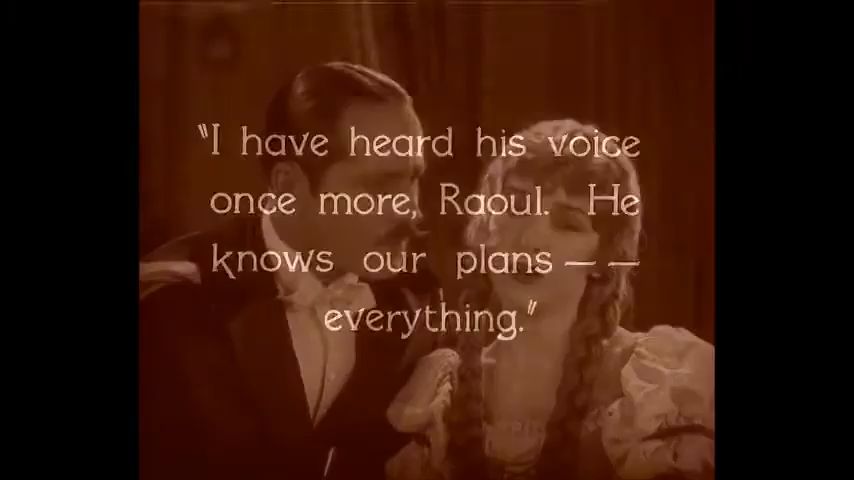 "I have heard his voice
once more, Raoul. He
knows our plans — —
everything."